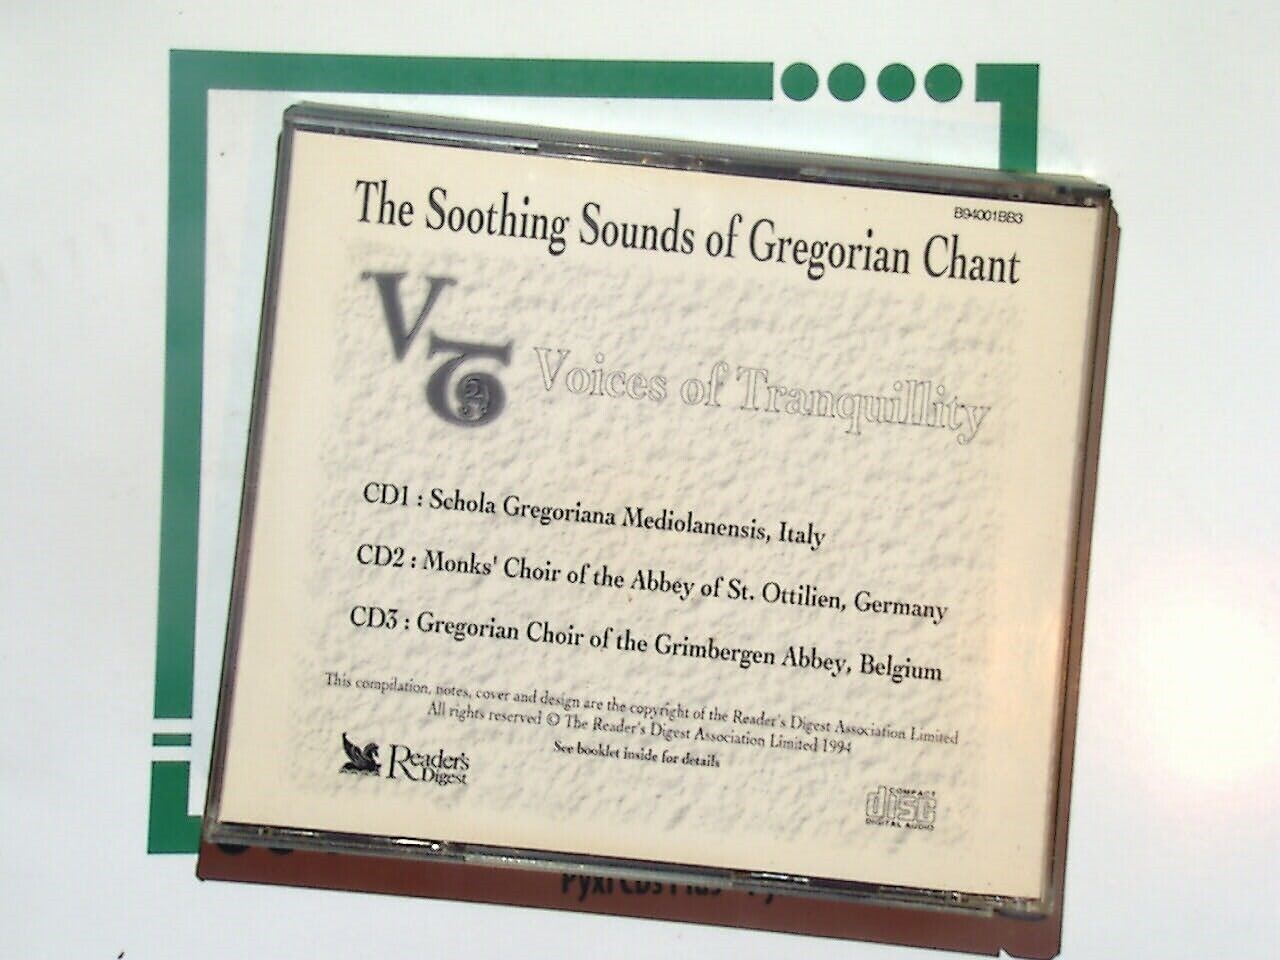 B94001BB3
The Soothing Sounds of Gregorian Chant
VT
Voices of Tranquillity
CD1 : Schola Gregoriana Mediolanensis, Italy
CD2 : Monks' Choir of the Abbey of St. Ottilien, Germany
CD3 : Gregorian Choir of the Grimbergen Abbey, Belgium
This compilation, notes, cover and design are the copyright of the Reader's Digest Association Limited
All rights reserved © The Reader's Digest Association Limited 1994
See booklet inside for details
Reader's
Digest
COMPACT
disc
DIGITAL AUDIO